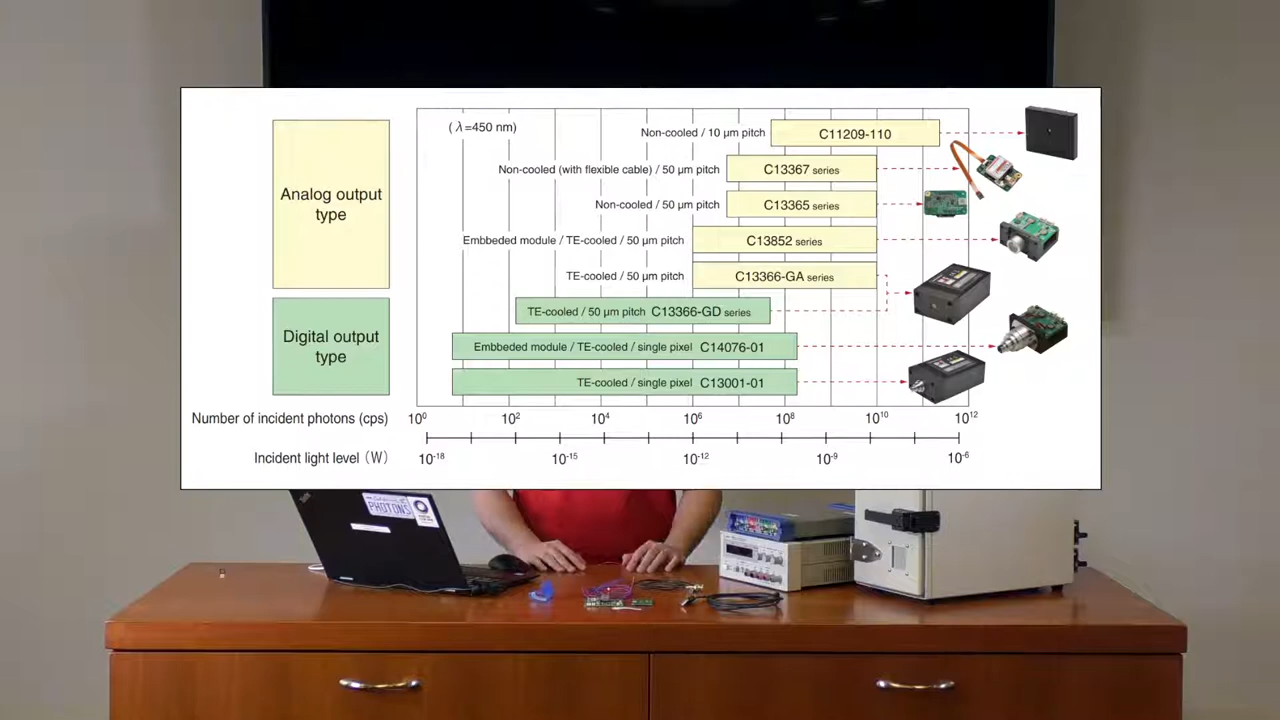 (λ=450 nm)
Analog output
type
Non-cooled / 10 µm pitch
C11209-110
Non-cooled (with flexible cable) / 50 µm pitch
C13367 series
Non-cooled / 50 µm pitch
C13365 series
Embbeded module / TE-cooled / 50 µm pitch
C13852 series
TE-cooled / 50 µm pitch
C13366-GA series
Digital output
type
TE-cooled / 50 µm pitch C13366-GD series
Embbeded module / TE-cooled / single pixel C14076-01
TE-cooled / single pixel C13001-01
Number of incident photons (cps)
10⁰ 10² 10⁴ 10⁶ 10⁸ 10¹⁰ 10¹²
Incident light level (W)
10⁻¹⁸ 10⁻¹⁵ 10⁻¹² 10⁻⁹ 10⁻⁶
PHOTONS